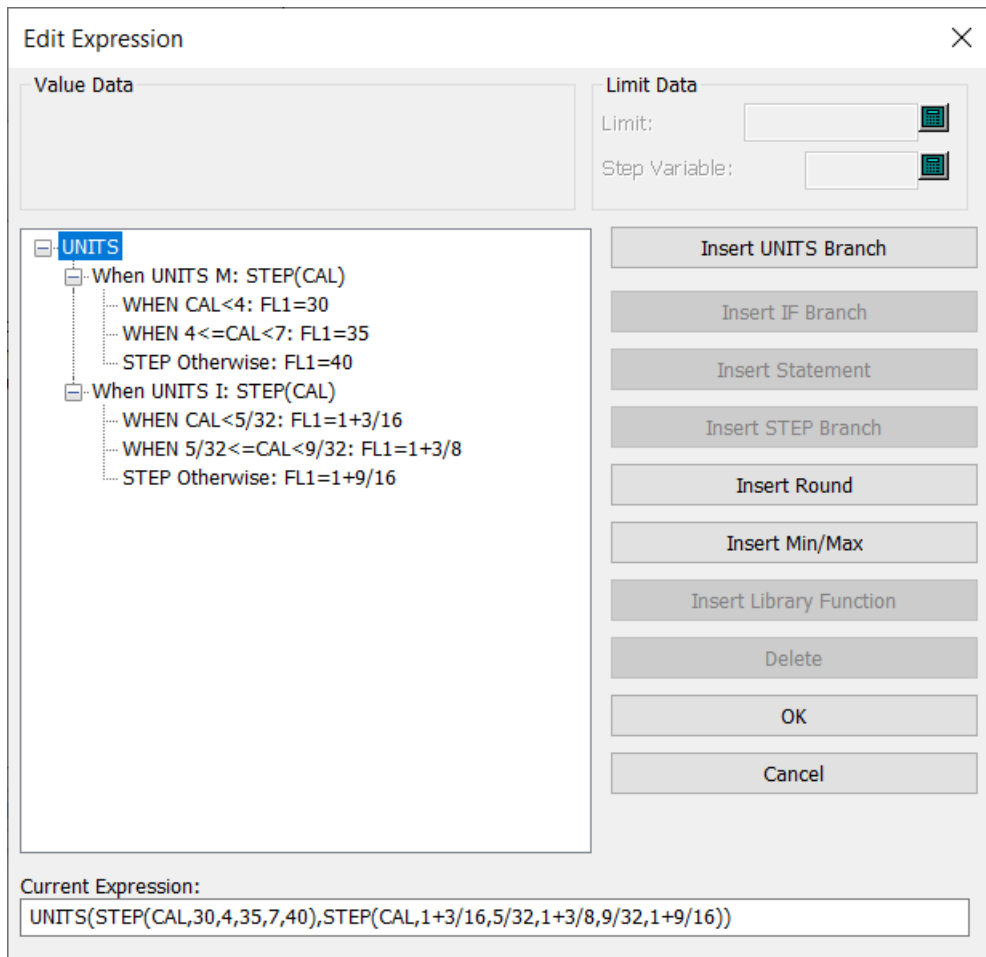 Edit Expression
Value Data
Limit Data
Limit:
Step Variable:
UNITS
When UNITS M: STEP(CAL)
WHEN CAL<4: FL1=30
WHEN 4<=CAL<7: FL1=35
STEP Otherwise: FL1=40
When UNITS I: STEP(CAL)
WHEN CAL<5/32: FL1=1+3/16
WHEN 5/32<=CAL<9/32: FL1=1+3/8
STEP Otherwise: FL1=1+9/16
Insert UNITS Branch
Insert IF Branch
Insert Statement
Insert STEP Branch
Insert Round
Insert Min/Max
Insert Library Function
Delete
OK
Cancel
Current Expression:
UNITS(STEP(CAL,30,4,35,7,40),STEP(CAL,1+3/16,5/32,1+3/8,9/32,1+9/16))